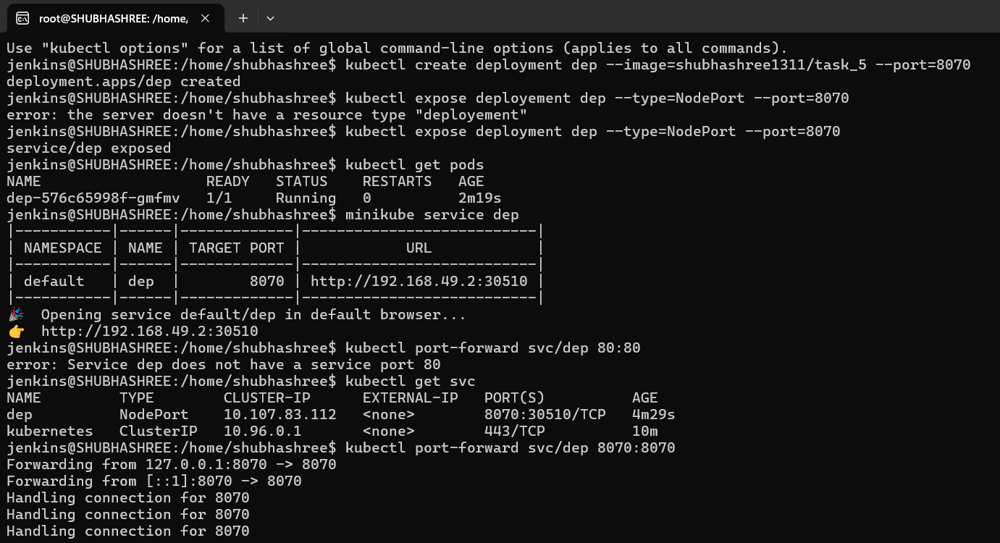 root@SHUBHASHREE: /home/
Use "kubectl options" for a list of global command-line options (applies to all commands).
jenkins@SHUBHASHREE:/home/shubhashree$ kubectl create deployment dep --image=shubhashree1311/task_5 --port=8070
deployment.apps/dep created
jenkins@SHUBHASHREE:/home/shubhashree$ kubectl expose deployement dep --type=NodePort --port=8070
error: the server doesn't have a resource type "deployement"
jenkins@SHUBHASHREE:/home/shubhashree$ kubectl expose deployment dep --type=NodePort --port=8070
service/dep exposed
jenkins@SHUBHASHREE:/home/shubhashree$ kubectl get pods
NAME                   READY   STATUS    RESTARTS   AGE
dep-576c65998f-gmfmv   1/1     Running   0          2m19s
jenkins@SHUBHASHREE:/home/shubhashree$ minikube service dep
|-----------|------|-------------|---------------------------|
| NAMESPACE | NAME | TARGET PORT |            URL            |
|-----------|------|-------------|---------------------------|
| default   | dep  |        8070 | http://192.168.49.2:30510 |
|-----------|------|-------------|---------------------------|
🎉  Opening service default/dep in default browser...
👉  http://192.168.49.2:30510
jenkins@SHUBHASHREE:/home/shubhashree$ kubectl port-forward svc/dep 80:80
error: Service dep does not have a service port 80
jenkins@SHUBHASHREE:/home/shubhashree$ kubectl get svc
NAME         TYPE        CLUSTER-IP      EXTERNAL-IP   PORT(S)          AGE
dep          NodePort    10.107.83.112   <none>        8070:30510/TCP   4m29s
kubernetes   ClusterIP   10.96.0.1       <none>        443/TCP          10m
jenkins@SHUBHASHREE:/home/shubhashree$ kubectl port-forward svc/dep 8070:8070
Forwarding from 127.0.0.1:8070 -> 8070
Forwarding from [::1]:8070 -> 8070
Handling connection for 8070
Handling connection for 8070
Handling connection for 8070